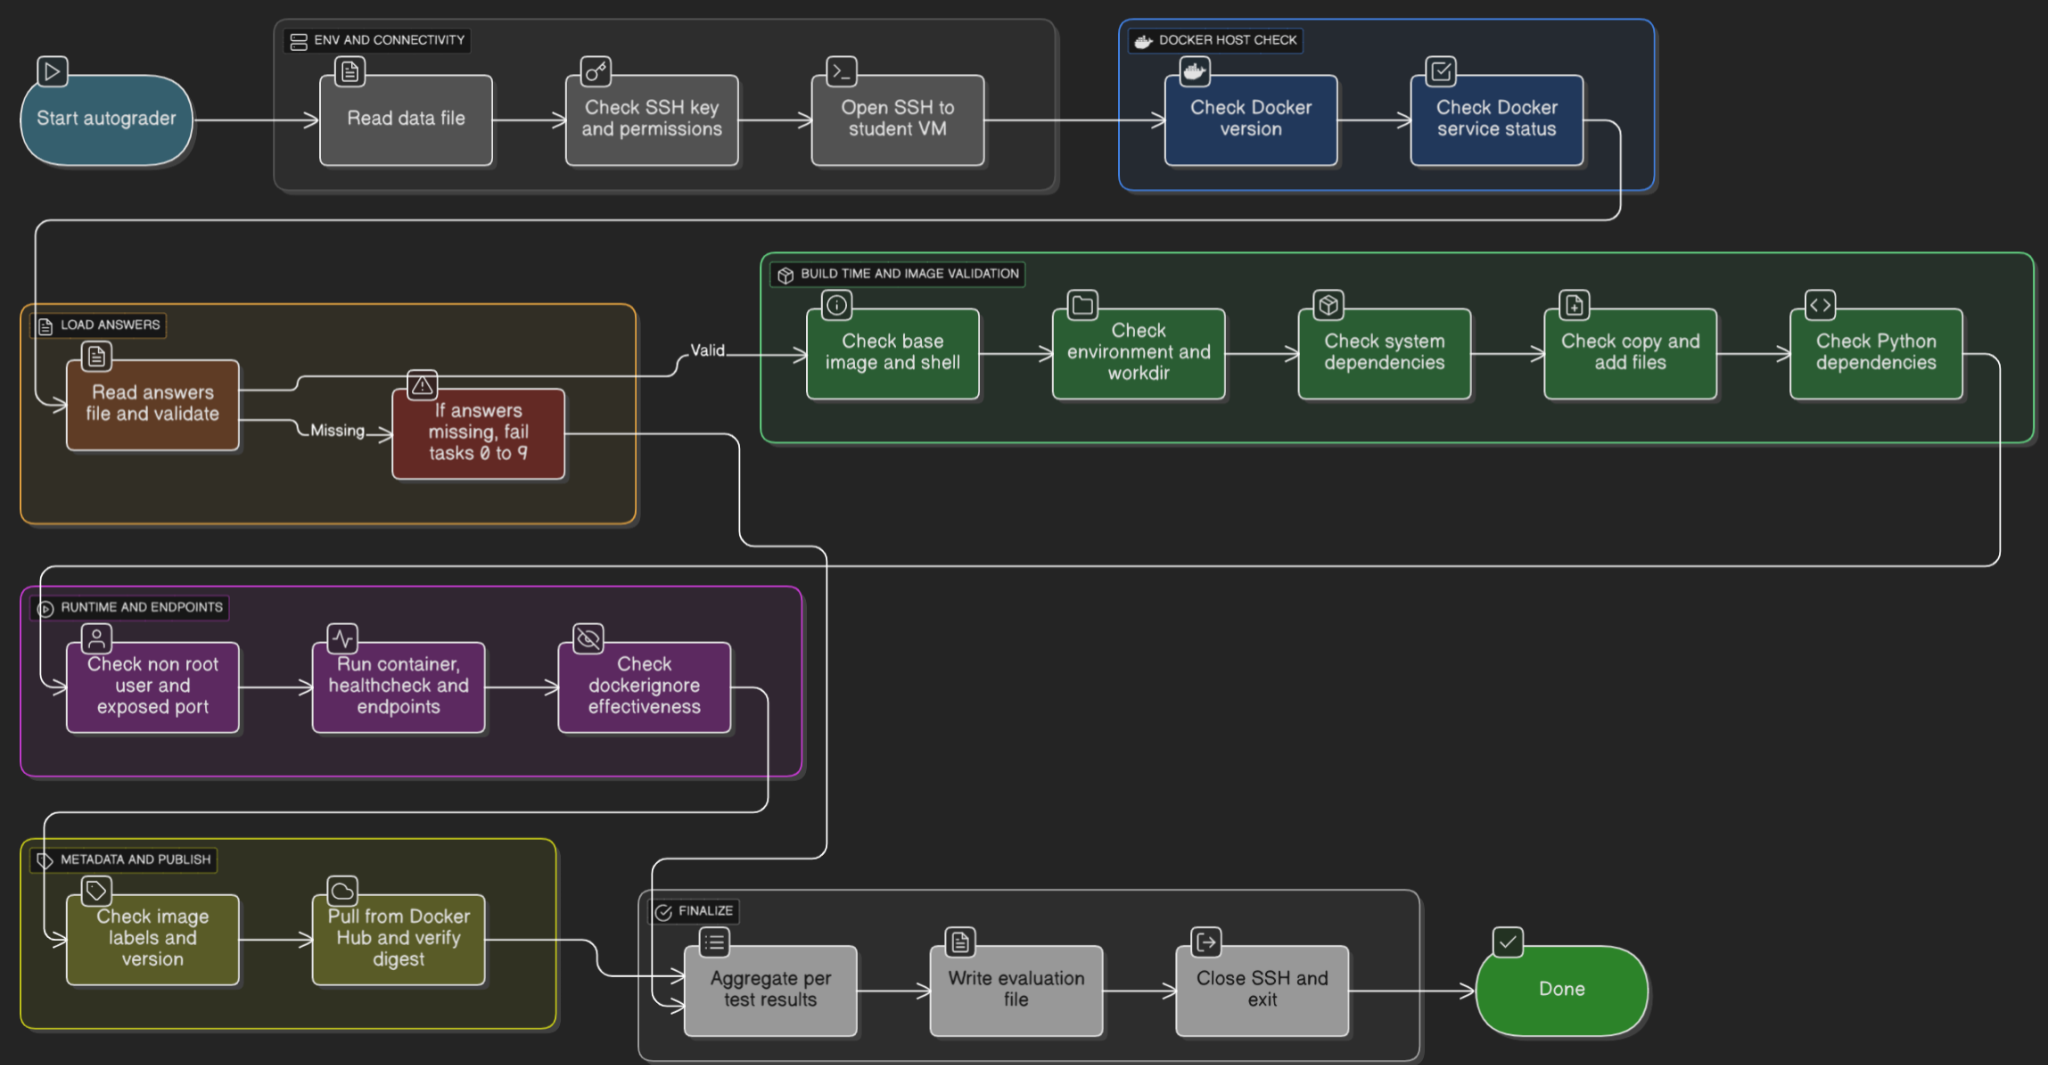 ENV AND CONNECTIVITY
DOCKER HOST CHECK
Start autograder
Read data file
Check SSH key
and permissions
Open SSH to
student VM
Check Docker
version
Check Docker
service status
BUILD TIME AND IMAGE VALIDATION
LOAD ANSWERS
Read answers
file and validate
Valid
Missing
If answers
missing, fail
tasks 0 to 9
Check base
image and shell
Check
environment and
workdir
Check system
dependencies
Check copy and
add files
Check Python
dependencies
RUNTIME AND ENDPOINTS
Check non root
user and
exposed port
Run container,
healthcheck and
endpoints
Check
dockerignore
effectiveness
METADATA AND PUBLISH
Check image
labels and
version
Pull from Docker
Hub and verify
digest
FINALIZE
Aggregate per
test results
Write evaluation
file
Close SSH and
exit
Done